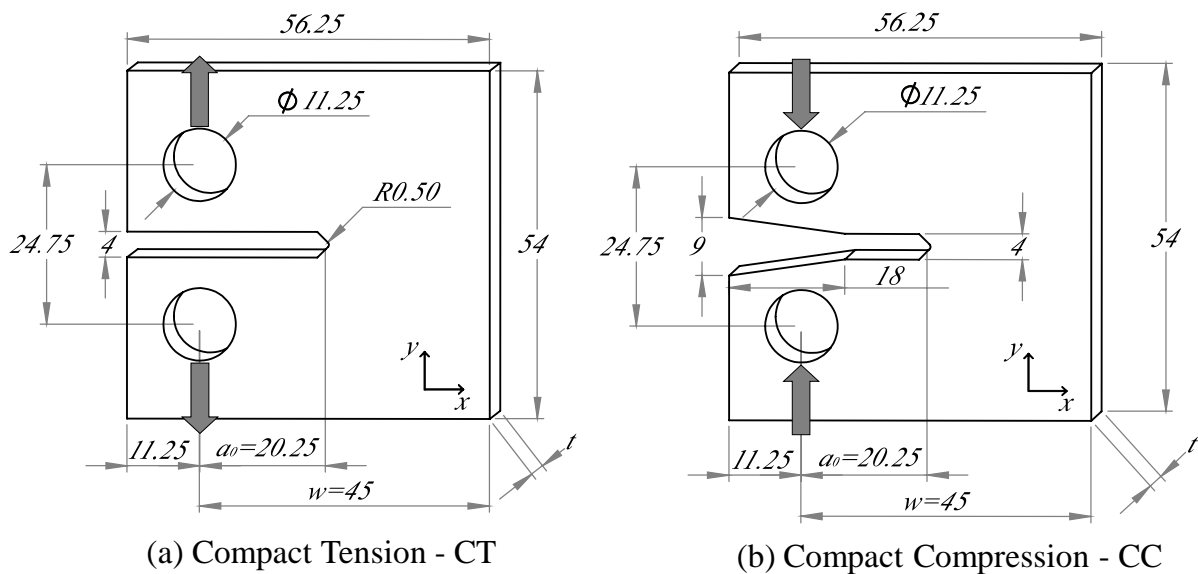 56.25
ϕ 11.25
R0.50
24.75
4
54
y
x
t
11.25
a₀=20.25
w=45
(a) Compact Tension - CT
56.25
ϕ11.25
24.75
9
4
54
18
y
x
t
11.25
a₀=20.25
w=45
(b) Compact Compression - CC